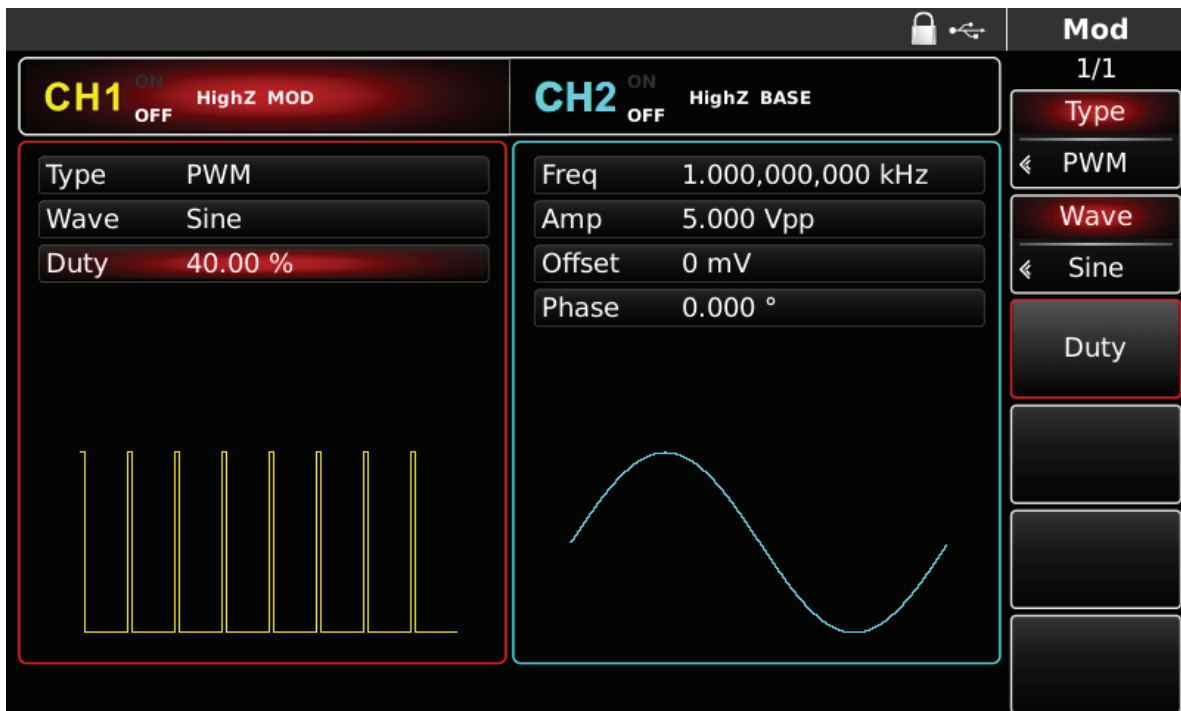 Mod
1/1
CH1 ON OFF HighZ MOD
CH2 ON OFF HighZ BASE
Type PWM
Wave Sine
Duty 40.00 %
Freq 1.000,000,000 kHz
Amp 5.000 Vpp
Offset 0 mV
Phase 0.000 °
Type
PWM
Wave
Sine
Duty